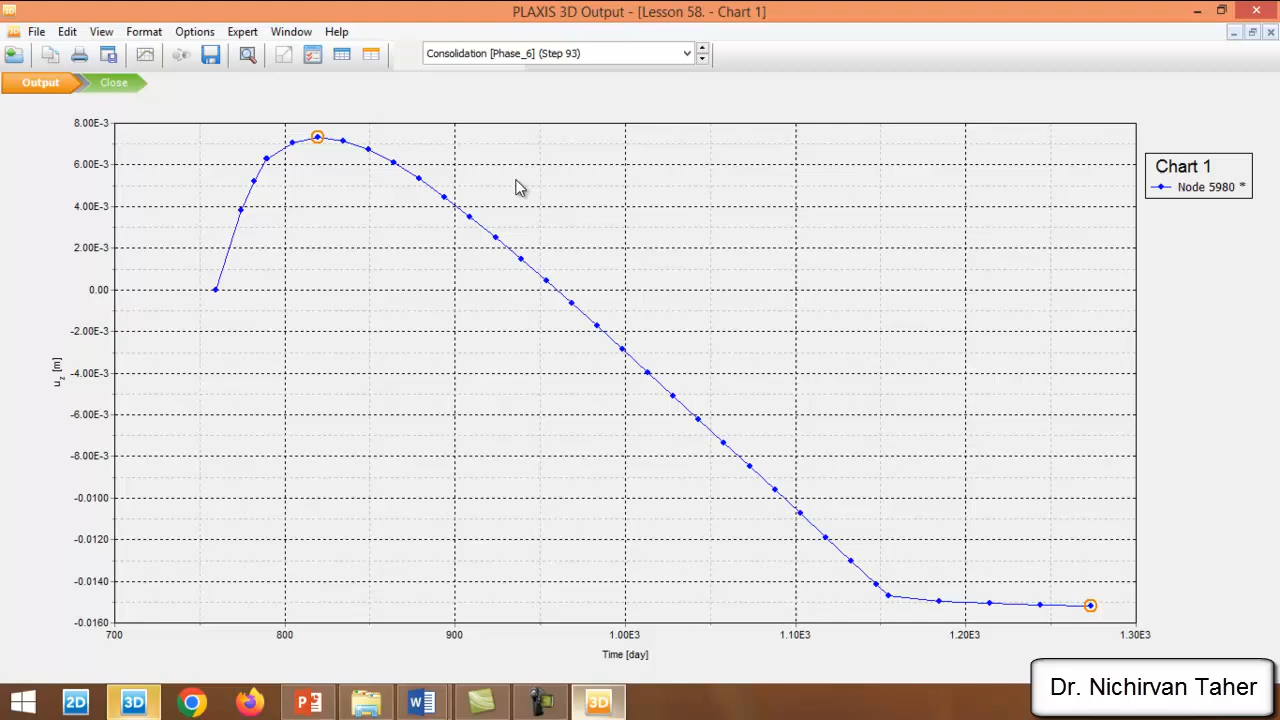 PLAXIS 3D Output - [Lesson 58. - Chart 1]
File Edit View Format Options Expert Window Help
Consolidation [Phase_6] (Step 93)
Output Close
8.00E-3
6.00E-3
4.00E-3
2.00E-3
0.00
-2.00E-3
-4.00E-3
-6.00E-3
-8.00E-3
-0.0100
-0.0120
-0.0140
-0.0160
uz [m]
700 800 900 1.00E3 1.10E3 1.20E3 1.30E3
Time [day]
Chart 1
Node 5980 *
Dr. Nichirvan Taher
3D
2D 3D P W 3D